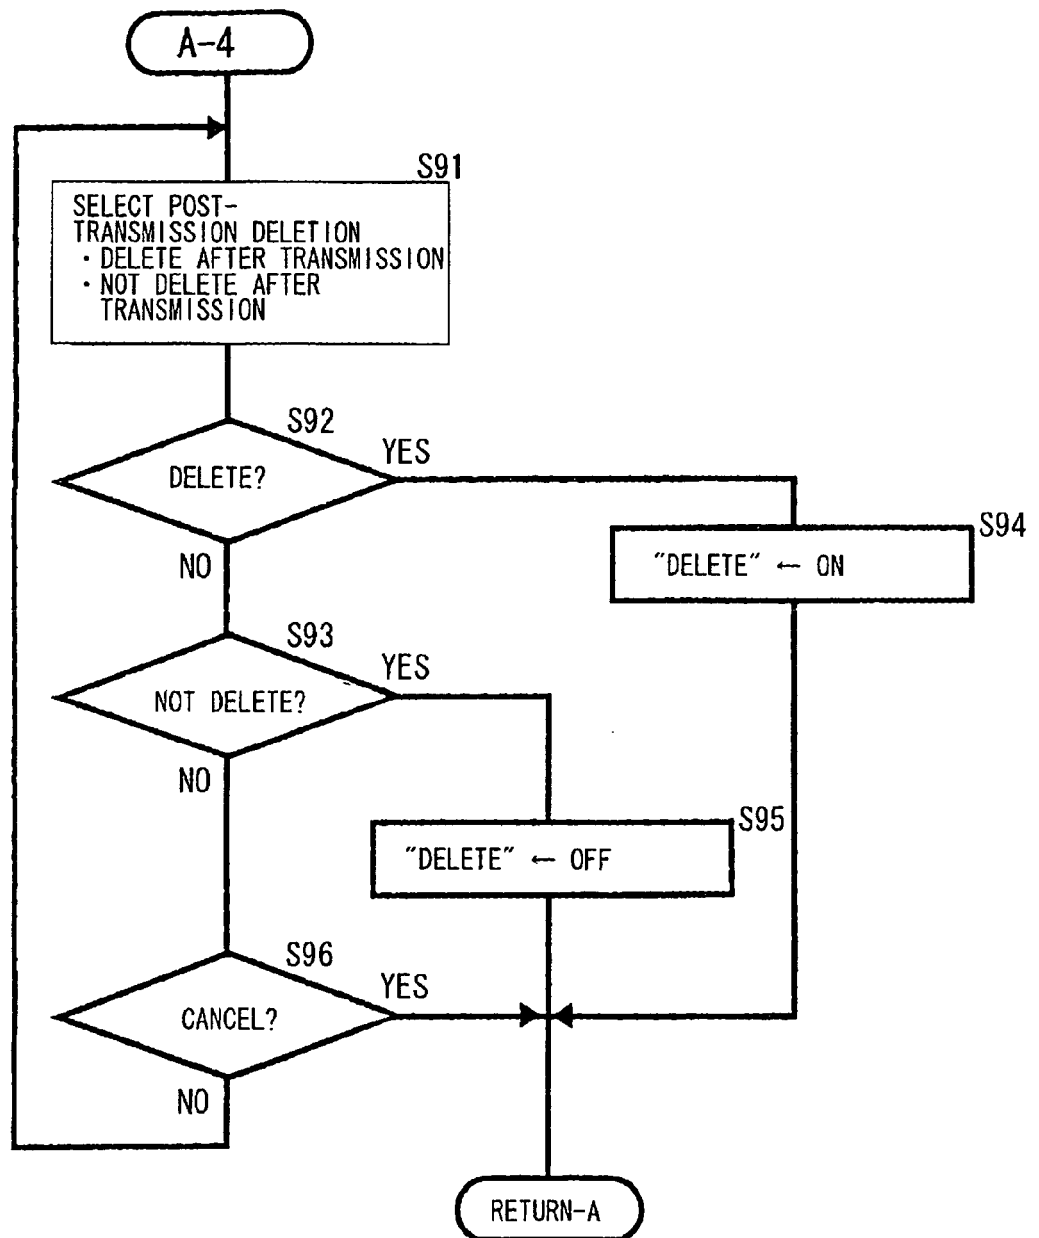 A-4
S91
SELECT POST-
TRANSMISSION DELETION
・DELETE AFTER TRANSMISSION
・NOT DELETE AFTER
TRANSMISSION
S92
DELETE?
YES
NO
S94
"DELETE" ← ON
S93
NOT DELETE?
YES
NO
S95
"DELETE" ← OFF
S96
CANCEL?
YES
NO
RETURN-A